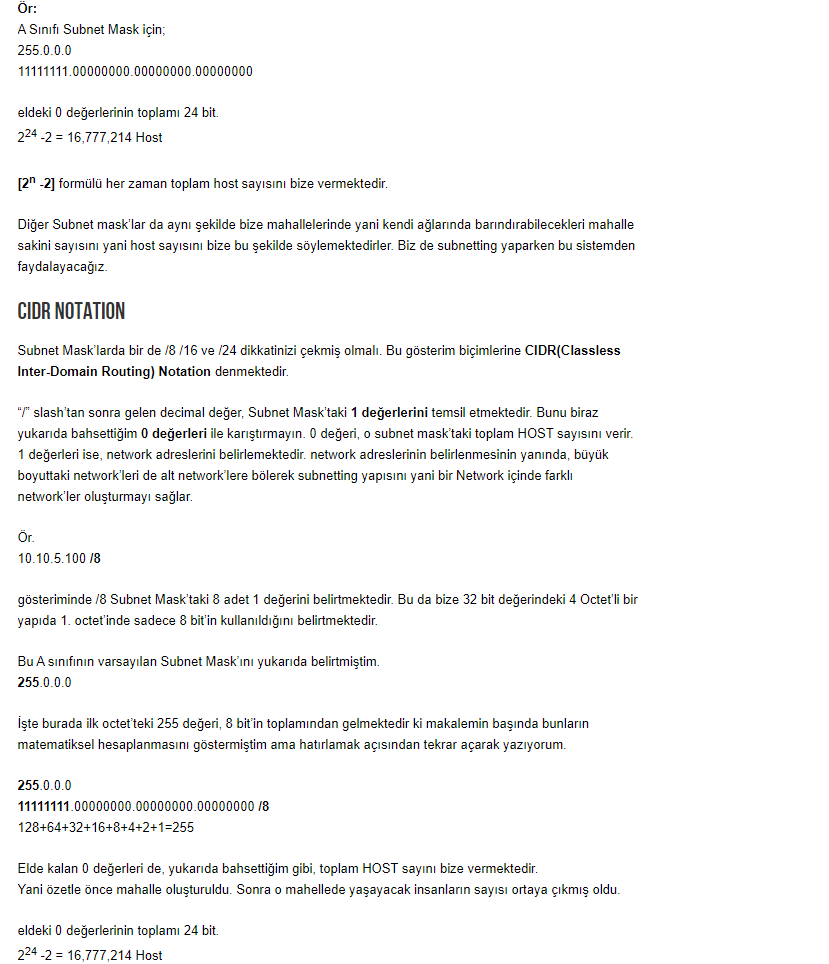 Ör:
A Sınıfı Subnet Mask için;
255.0.0.0
11111111.00000000.00000000.00000000
eldeki 0 değerlerinin toplamı 24 bit.
2²⁴ -2 = 16,777,214 Host
[2ⁿ -2] formülü her zaman toplam host sayısını bize vermektedir.
Diğer Subnet mask'lar da aynı şekilde bize mahallelerinde yani kendi ağlarında barındırabilecekleri mahalle
sakini sayısını yani host sayısını bize bu şekilde söylemektedirler. Biz de subnetting yaparken bu sistemden
faydalayacağız.
CIDR NOTATION
Subnet Mask'larda bir de /8 /16 ve /24 dikkatinizi çekmiş olmalı. Bu gösterim biçimlerine CIDR(Classless
Inter-Domain Routing) Notation denmektedir.
“/” slash'tan sonra gelen decimal değer, Subnet Mask'taki 1 değerlerini temsil etmektedir. Bunu biraz
yukarıda bahsettiğim 0 değerleri ile karıştırmayın. 0 değeri, o subnet mask'taki toplam HOST sayısını verir.
1 değerleri ise, network adreslerini belirlemektedir. network adreslerinin belirlenmesinin yanında, büyük
boyuttaki network'leri de alt network'lere bölerek subnetting yapısını yani bir Network içinde farklı
network'ler oluşturmayı sağlar.
Ör.
10.10.5.100 /8
gösteriminde /8 Subnet Mask'taki 8 adet 1 değerini belirtmektedir. Bu da bize 32 bit değerindeki 4 Octet'li bir
yapıda 1. octet'inde sadece 8 bit'in kullanıldığını belirtmektedir.
Bu A sınıfının varsayılan Subnet Mask'ını yukarıda belirtmiştim.
255.0.0.0
İşte burada ilk octet'teki 255 değeri, 8 bit'in toplamından gelmektedir ki makalemin başında bunların
matematiksel hesaplanmasını göstermiştim ama hatırlamak açısından tekrar açarak yazıyorum.
255.0.0.0
11111111.00000000.00000000.00000000 /8
128+64+32+16+8+4+2+1=255
Elde kalan 0 değerleri de, yukarıda bahsettiğim gibi, toplam HOST sayını bize vermektedir.
Yani özetle önce mahalle oluşturuldu. Sonra o mahellede yaşayacak insanların sayısı ortaya çıkmış oldu.
eldeki 0 değerlerinin toplamı 24 bit.
2²⁴ -2 = 16,777,214 Host